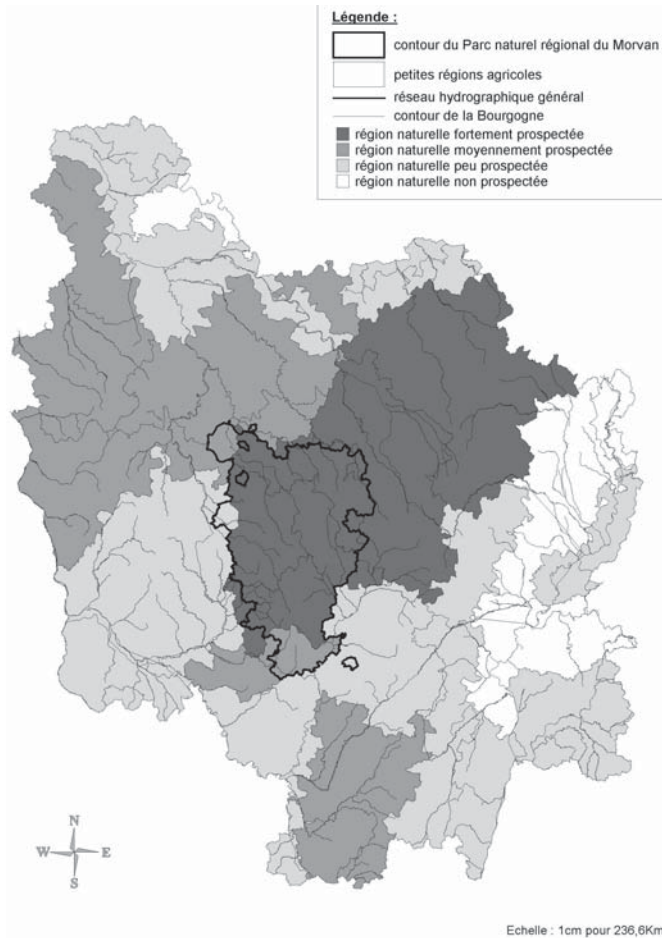 Légende :
contour du Parc naturel régional du Morvan
petites régions agricoles
réseau hydrographique général
contour de la Bourgogne
région naturelle fortement prospectée
région naturelle moyennement prospectée
région naturelle peu prospectée
région naturelle non prospectée
N
W E
S
Echelle : 1cm pour 236,6Km